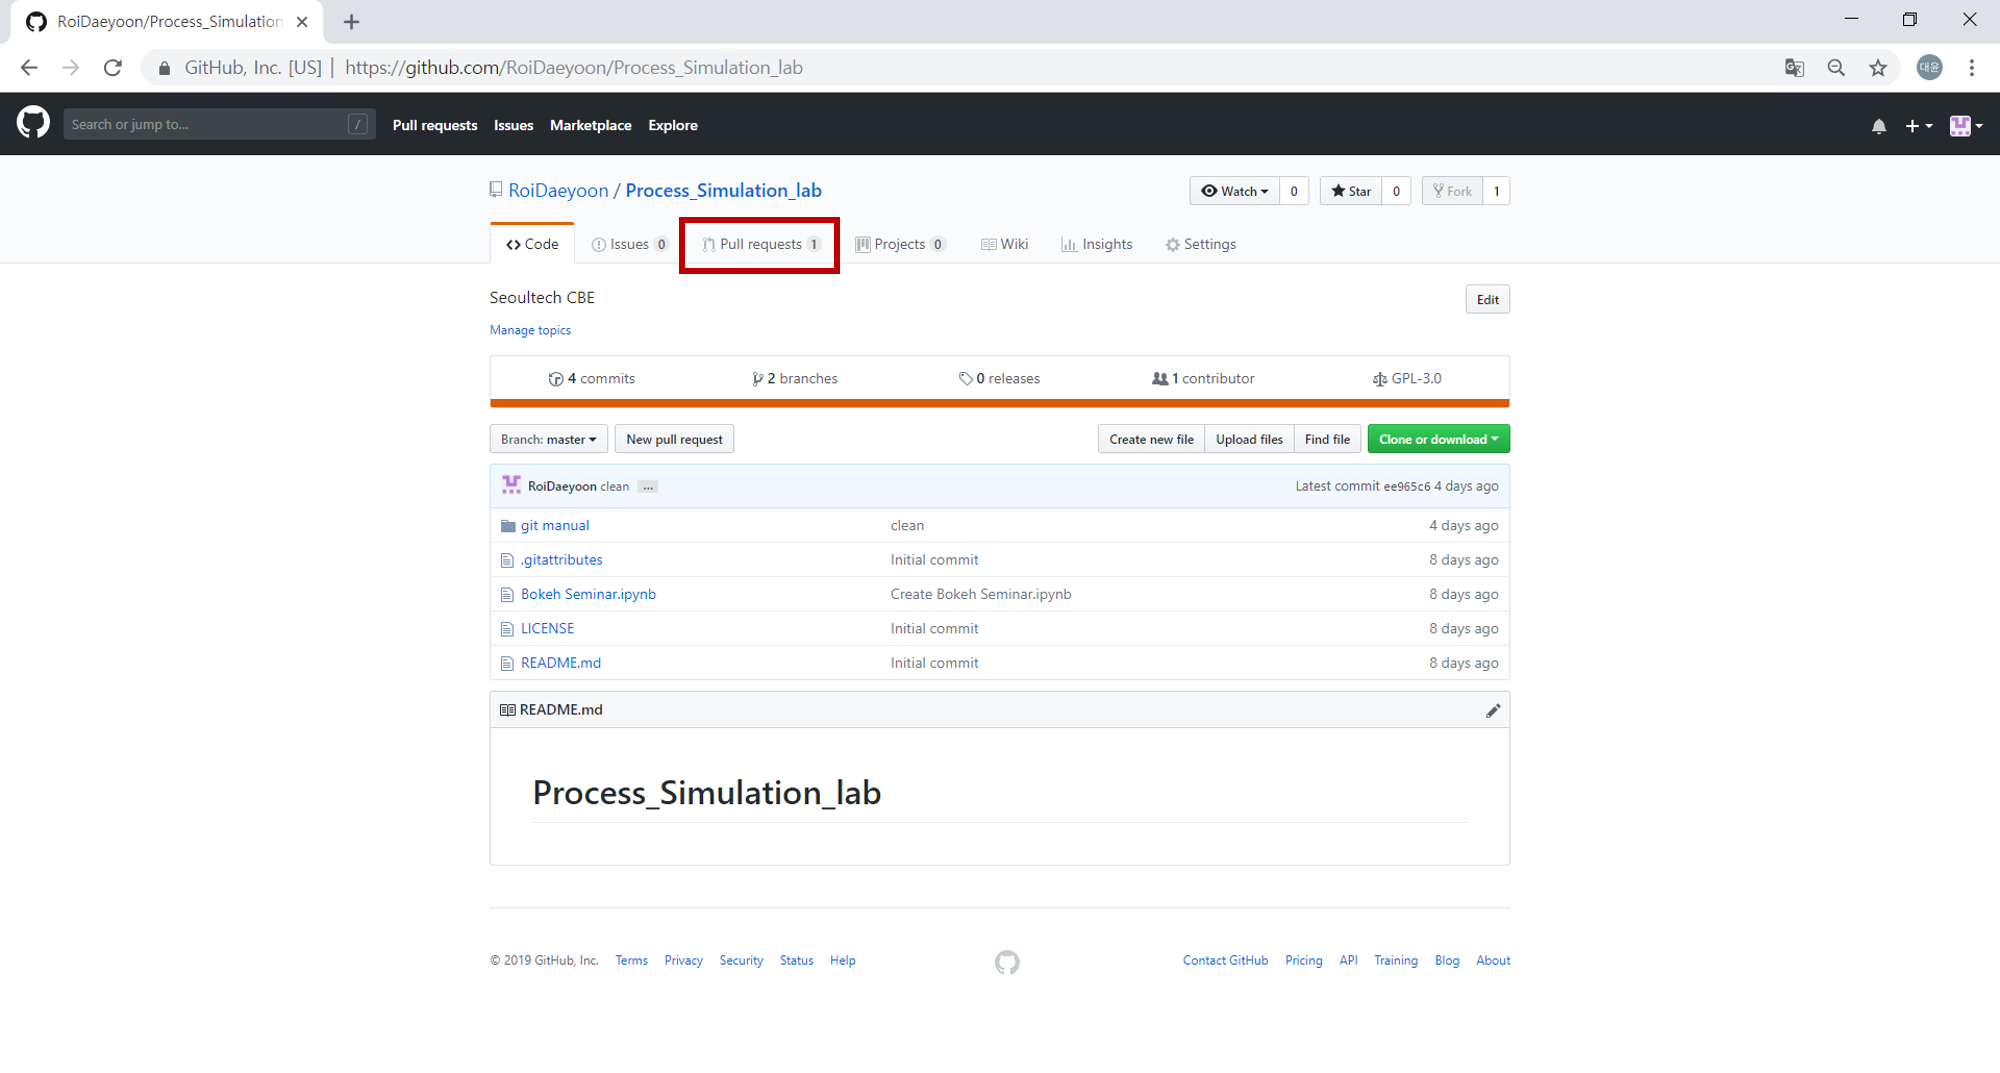 RoiDaeyoon/Process_Simulation
GitHub, Inc. [US] | https://github.com/RoiDaeyoon/Process_Simulation_lab
대윤
Search or jump to... /
Pull requests Issues Marketplace Explore
RoiDaeyoon / Process_Simulation_lab
Watch 0 Star 0 Fork 1
Code Issues 0 Pull requests 1 Projects 0 Wiki Insights Settings
Seoultech CBE
Edit
Manage topics
4 commits 2 branches 0 releases 1 contributor GPL-3.0
Branch: master New pull request Create new file Upload files Find file Clone or download
RoiDaeyoon clean ... Latest commit ee965c6 4 days ago
git manual clean 4 days ago
.gitattributes Initial commit 8 days ago
Bokeh Seminar.ipynb Create Bokeh Seminar.ipynb 8 days ago
LICENSE Initial commit 8 days ago
README.md Initial commit 8 days ago
README.md
Process_Simulation_lab
© 2019 GitHub, Inc. Terms Privacy Security Status Help Contact GitHub Pricing API Training Blog About